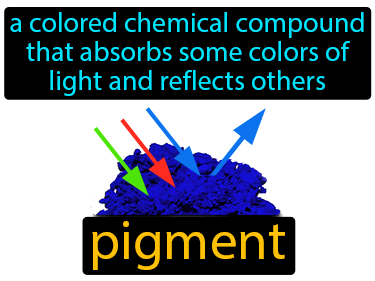 a colored chemical compound
that absorbs some colors of
light and reflects others
pigment